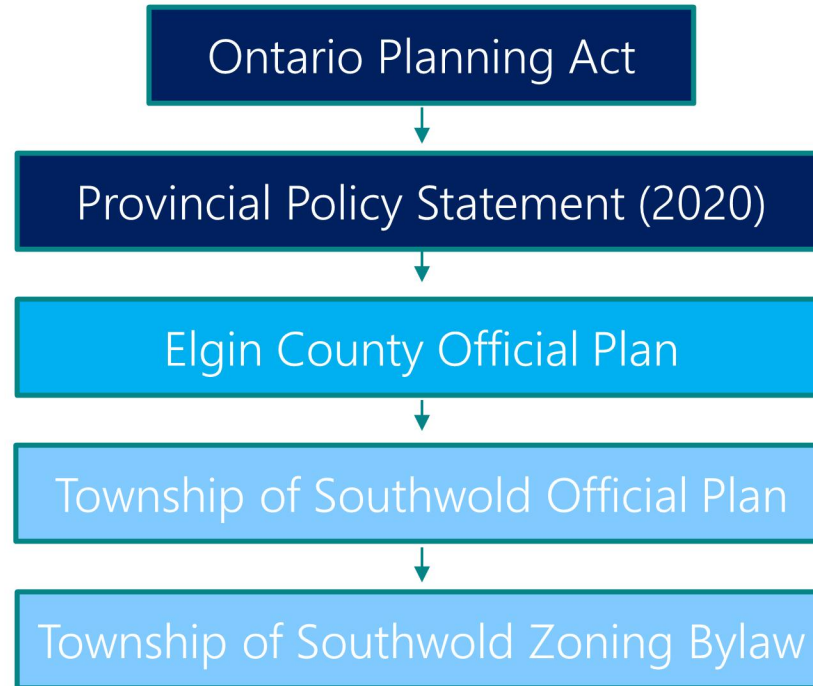 Ontario Planning Act
Provincial Policy Statement (2020)
Elgin County Official Plan
Township of Southwold Official Plan
Township of Southwold Zoning Bylaw